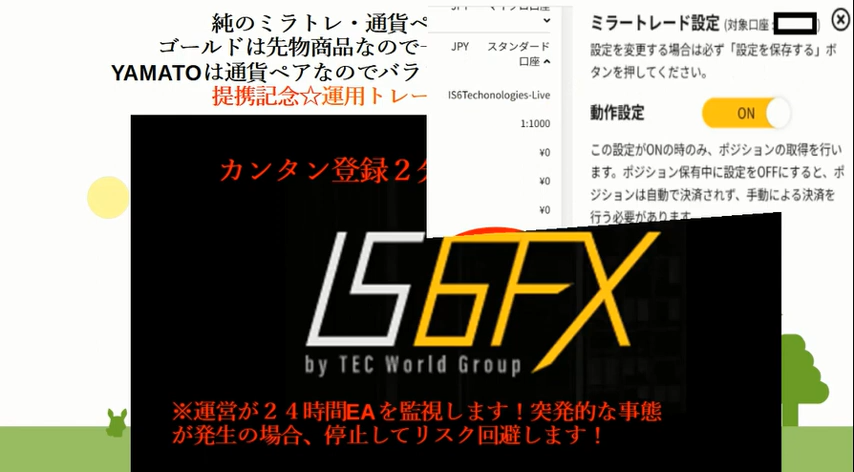 純のミラトレ・通貨ペ
ゴールドは先物商品なので
YAMATOは通貨ペアなのでバラ
提携記念☆運用トレー
カンタン登録２
JPY マイクロ口座
JPY スタンダード
口座
IS6Techonologies-Live
1:1000
¥0
¥0
¥0
ミラートレード設定 (対象口座:
設定を変更する場合は必ず「設定を保存する」ボ
タンを押してください。
動作設定
ON
この設定がONの時のみ、ポジションの取得を行い
ます。ポジション保有中に設定をOFFにすると、ポ
ジションは自動で決済されず、手動による決済を
行う必要があります。
IS6FX
by TEC World Group
※運営が２４時間EAを監視します！突発的な事態
が発生の場合、停止してリスク回避します！